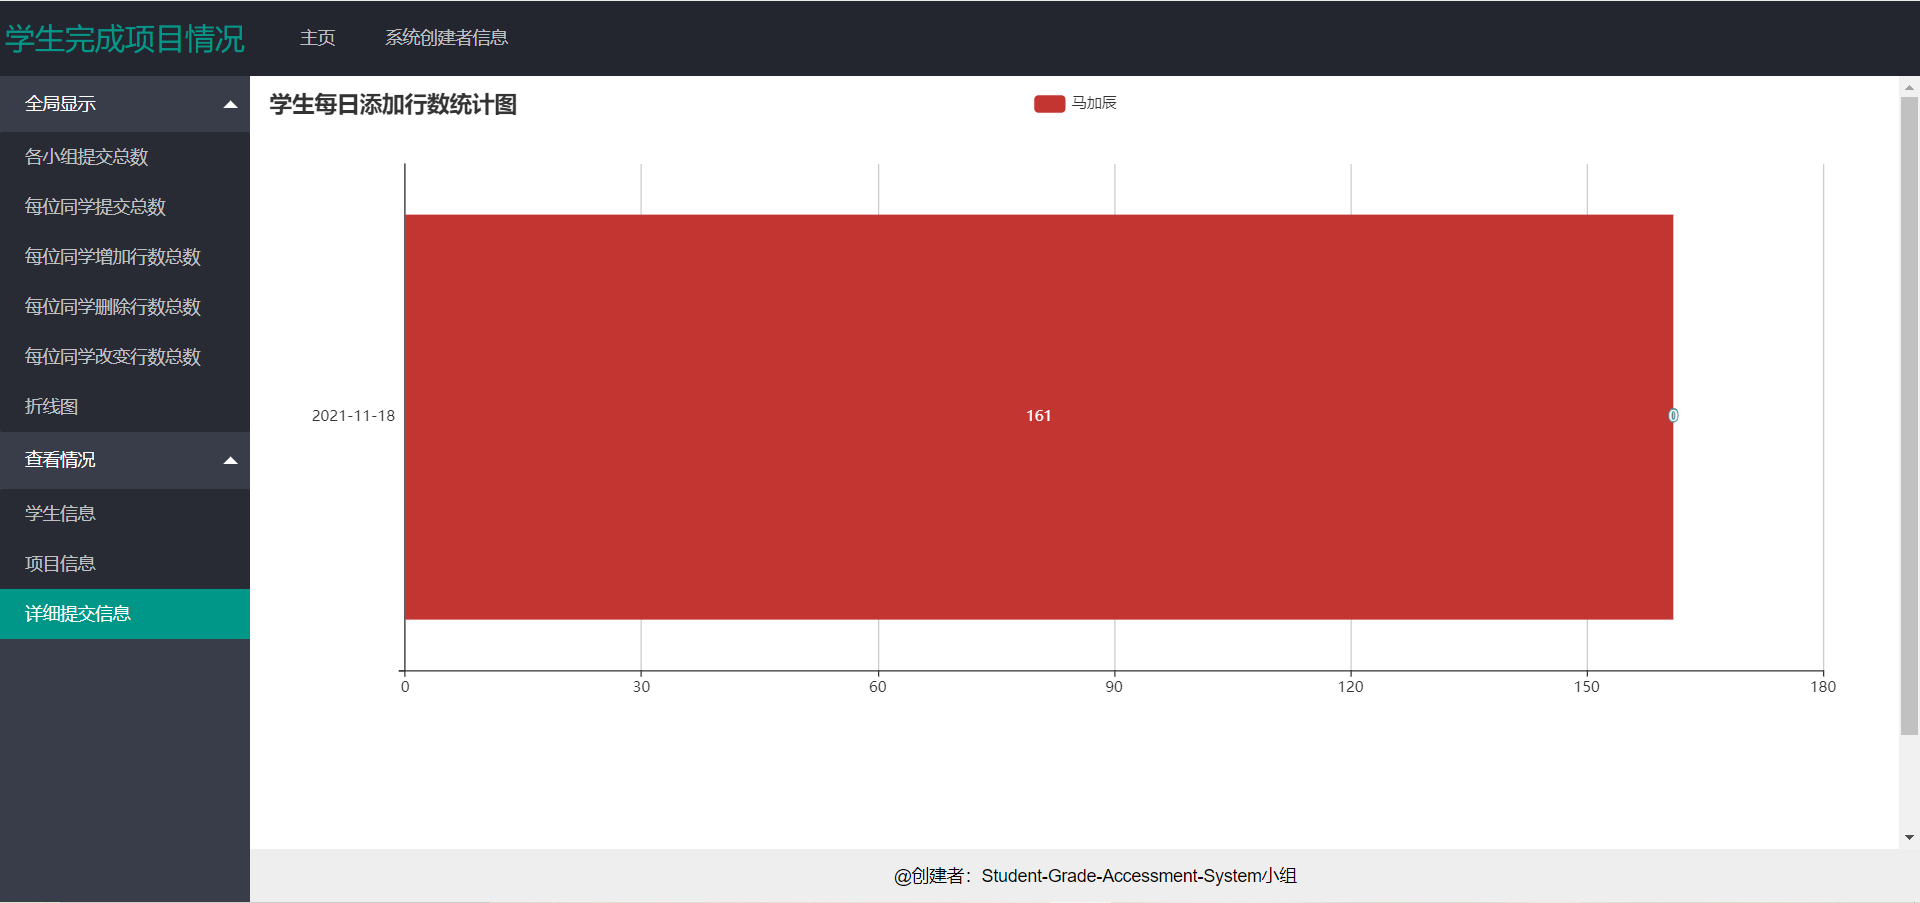 学生完成项目情况
主页
系统创建者信息
全局显示
各小组提交总数
每位同学提交总数
每位同学增加行数总数
每位同学删除行数总数
每位同学改变行数总数
折线图
查看情况
学生信息
项目信息
详细提交信息
学生每日添加行数统计图
马加辰
2021-11-18
161
0
0
30
60
90
120
150
180
@创建者：Student-Grade-Accessment-System小组